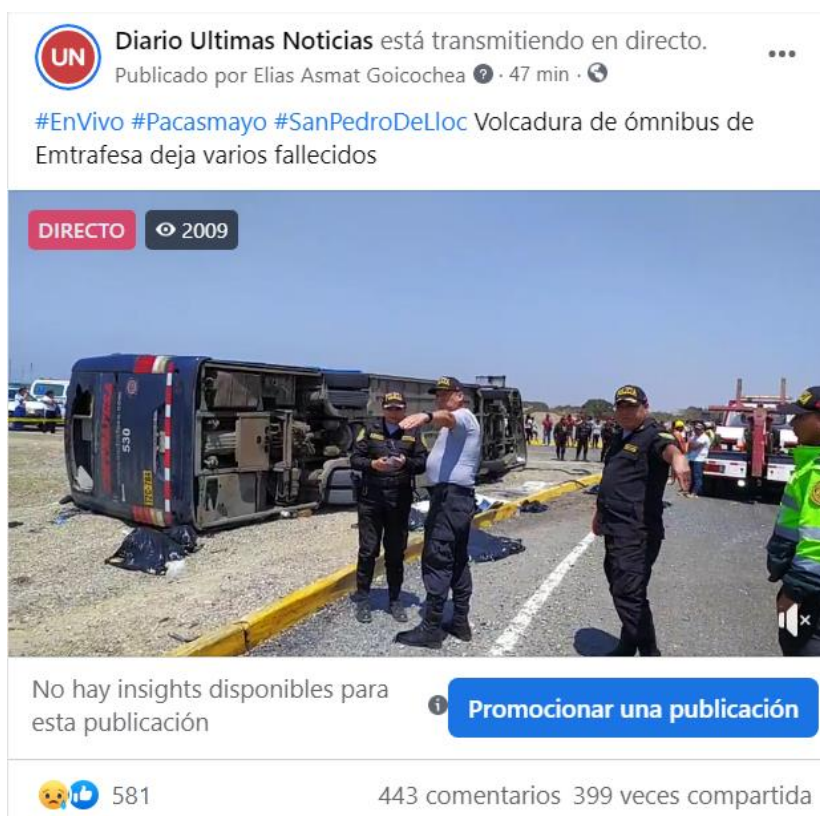 UN
Diario Ultimas Noticias está transmitiendo en directo.
Publicado por Elias Asmat Goicochea · 47 min ·
#EnVivo #Pacasmayo #SanPedroDeLloc Volcadura de ómnibus de
Emtrafesa deja varios fallecidos
DIRECTO 2009
530
No hay insights disponibles para
esta publicación
Promocionar una publicación
581 443 comentarios 399 veces compartida